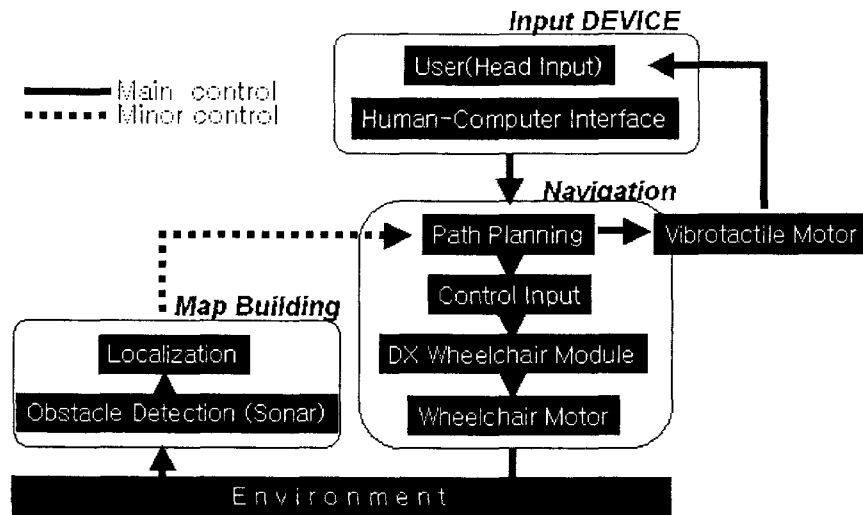 Input DEVICE
User(Head Input)
Human-Computer Interface
Main control
Minor control
Navigation
Path Planning
Vibrotactile Motor
Control Input
DX Wheelchair Module
Wheelchair Motor
Map Building
Localization
Obstacle Detection (Sonar)
Environment